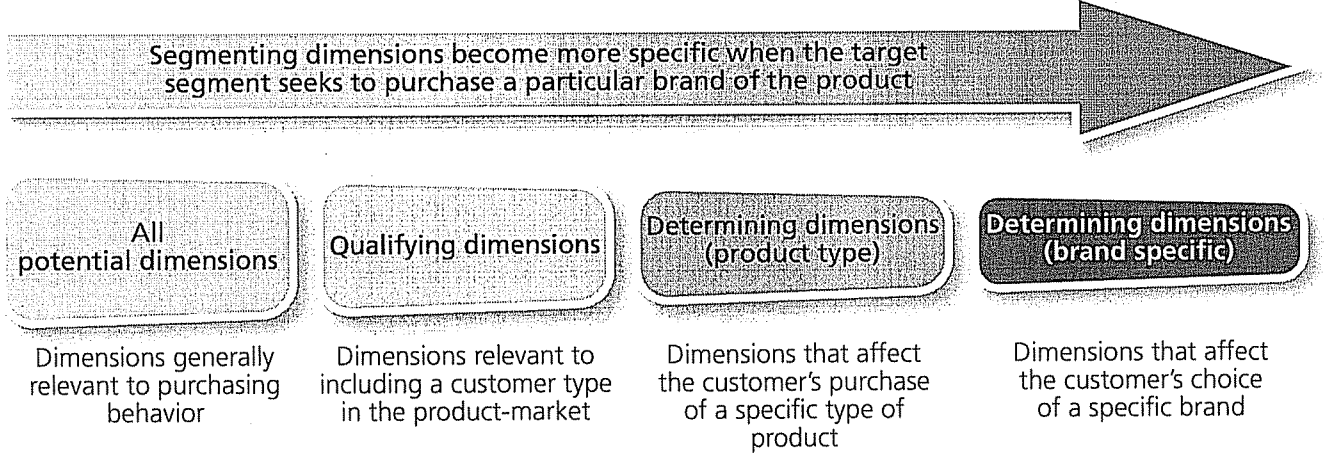 Segmenting dimensions become more specific when the target
segment seeks to purchase a particular brand of the product
All
potential dimensions
Qualifying dimensions
Determining dimensions
(product type)
Determining dimensions
(brand specific)
Dimensions generally
relevant to purchasing
behavior
Dimensions relevant to
including a customer type
in the product-market
Dimensions that affect
the customer's purchase
of a specific type of
product
Dimensions that affect
the customer's choice
of a specific brand